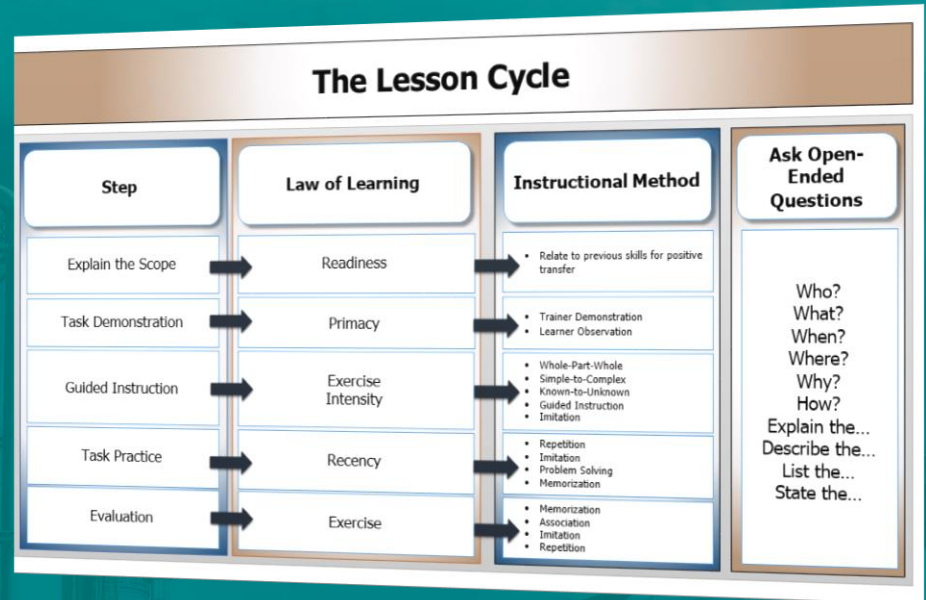 The Lesson Cycle
Step
Law of Learning
Instructional Method
Ask Open-
Ended
Questions
Explain the Scope
Readiness
• Relate to previous skills for positive
transfer
Task Demonstration
Primacy
• Trainer Demonstration
• Learner Observation
Guided Instruction
Exercise
Intensity
• Whole-Part-Whole
• Simple-to-Complex
• Known-to-Unknown
• Guided Instruction
• Imitation
Task Practice
Recency
• Repetition
• Imitation
• Problem Solving
• Memorization
Evaluation
Exercise
• Memorization
• Association
• Imitation
• Repetition
Who?
What?
When?
Where?
Why?
How?
Explain the...
Describe the...
List the...
State the...